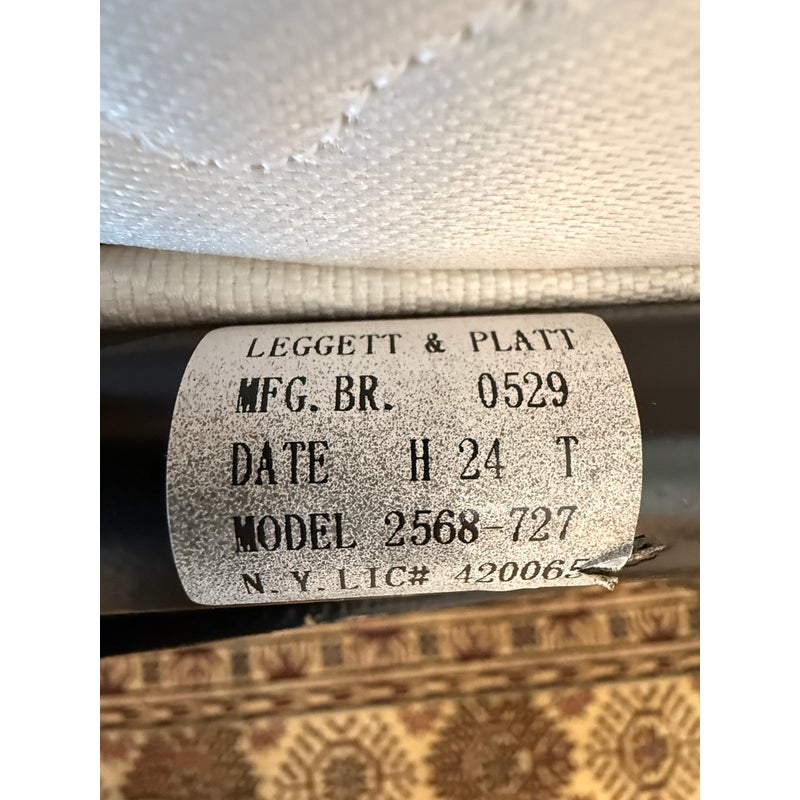 LEGGETT & PLATT
MFG. BR. 0529
DATE H 24 T
MODEL 2568-727
N.Y. LIC# 420065